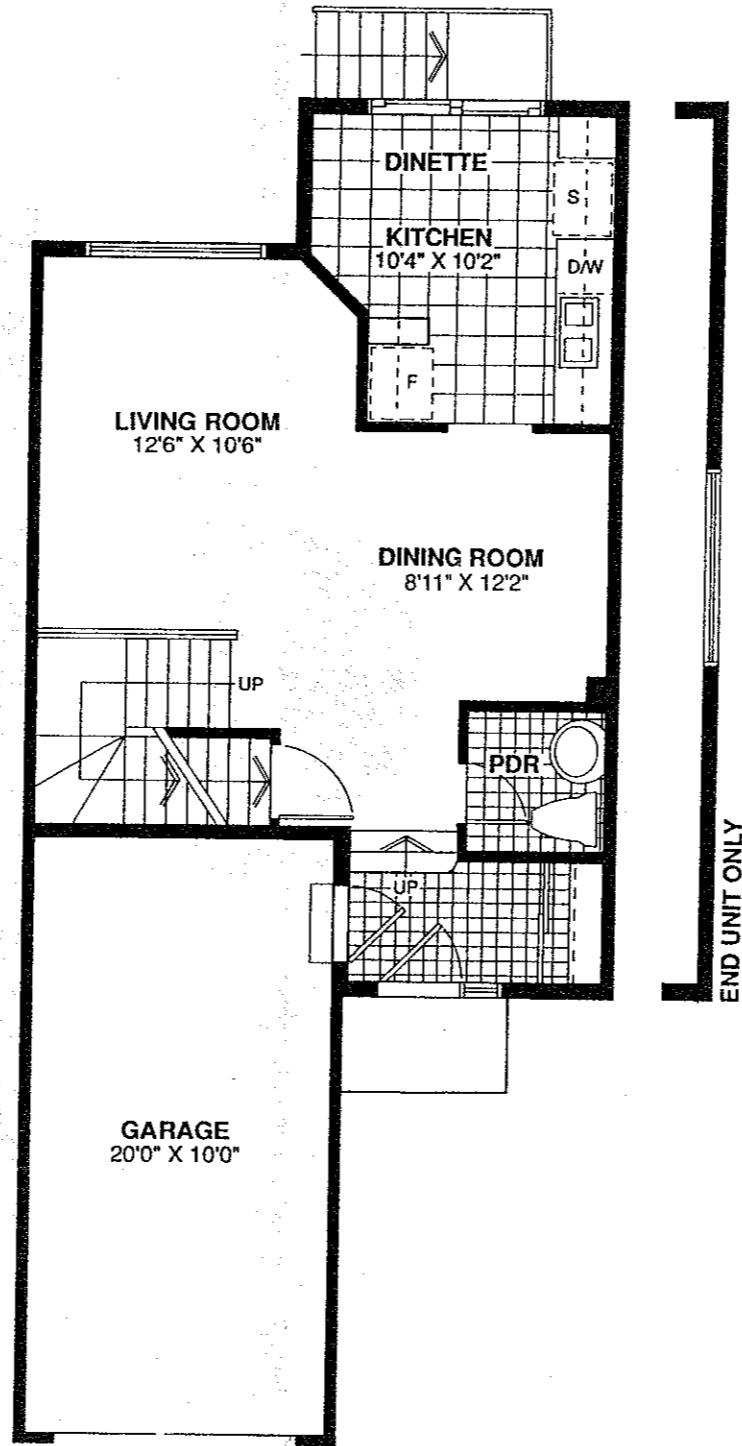 DINETTE
S
KITCHEN
10'4" X 10'2"
D/W
F
LIVING ROOM
12'6" X 10'6"
DINING ROOM
8'11" X 12'2"
UP
PDR
UP
END UNIT ONLY
GARAGE
20'0" X 10'0"